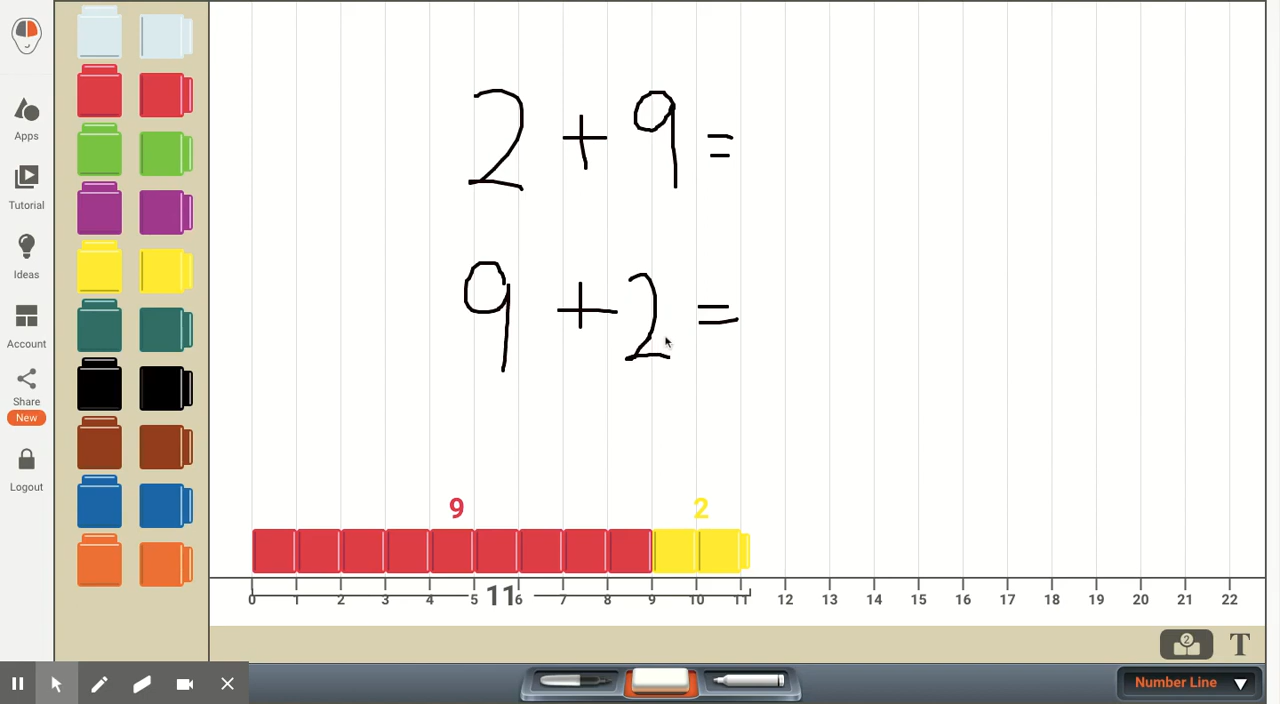 2 + 9 =
9 + 2 =
Apps
Tutorial
Ideas
Account
Share
New
Logout
9 2
11
0 1 2 3 4 5 6 7 8 9 10 11 12 13 14 15 16 17 18 19 20 21 22
2 T
Number Line